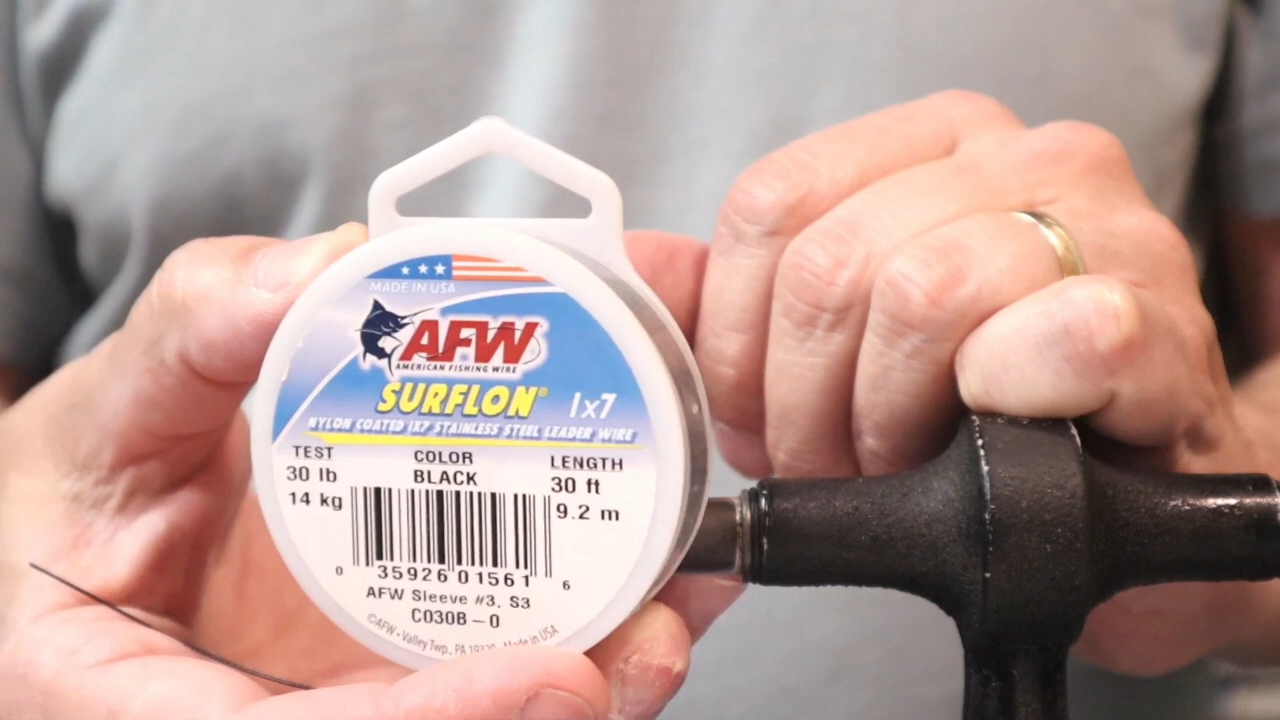 MADE IN USA
AFW
AMERICAN FISHING WIRE
SURFLON® 1x7
NYLON COATED 1X7 STAINLESS STEEL LEADER WIRE
TEST COLOR LENGTH
30 lb BLACK 30 ft
14 kg 9.2 m
0 35926 01561 6
AFW Sleeve #3, S3
C030B–0
©AFW • Valley Twp., PA Made in USA